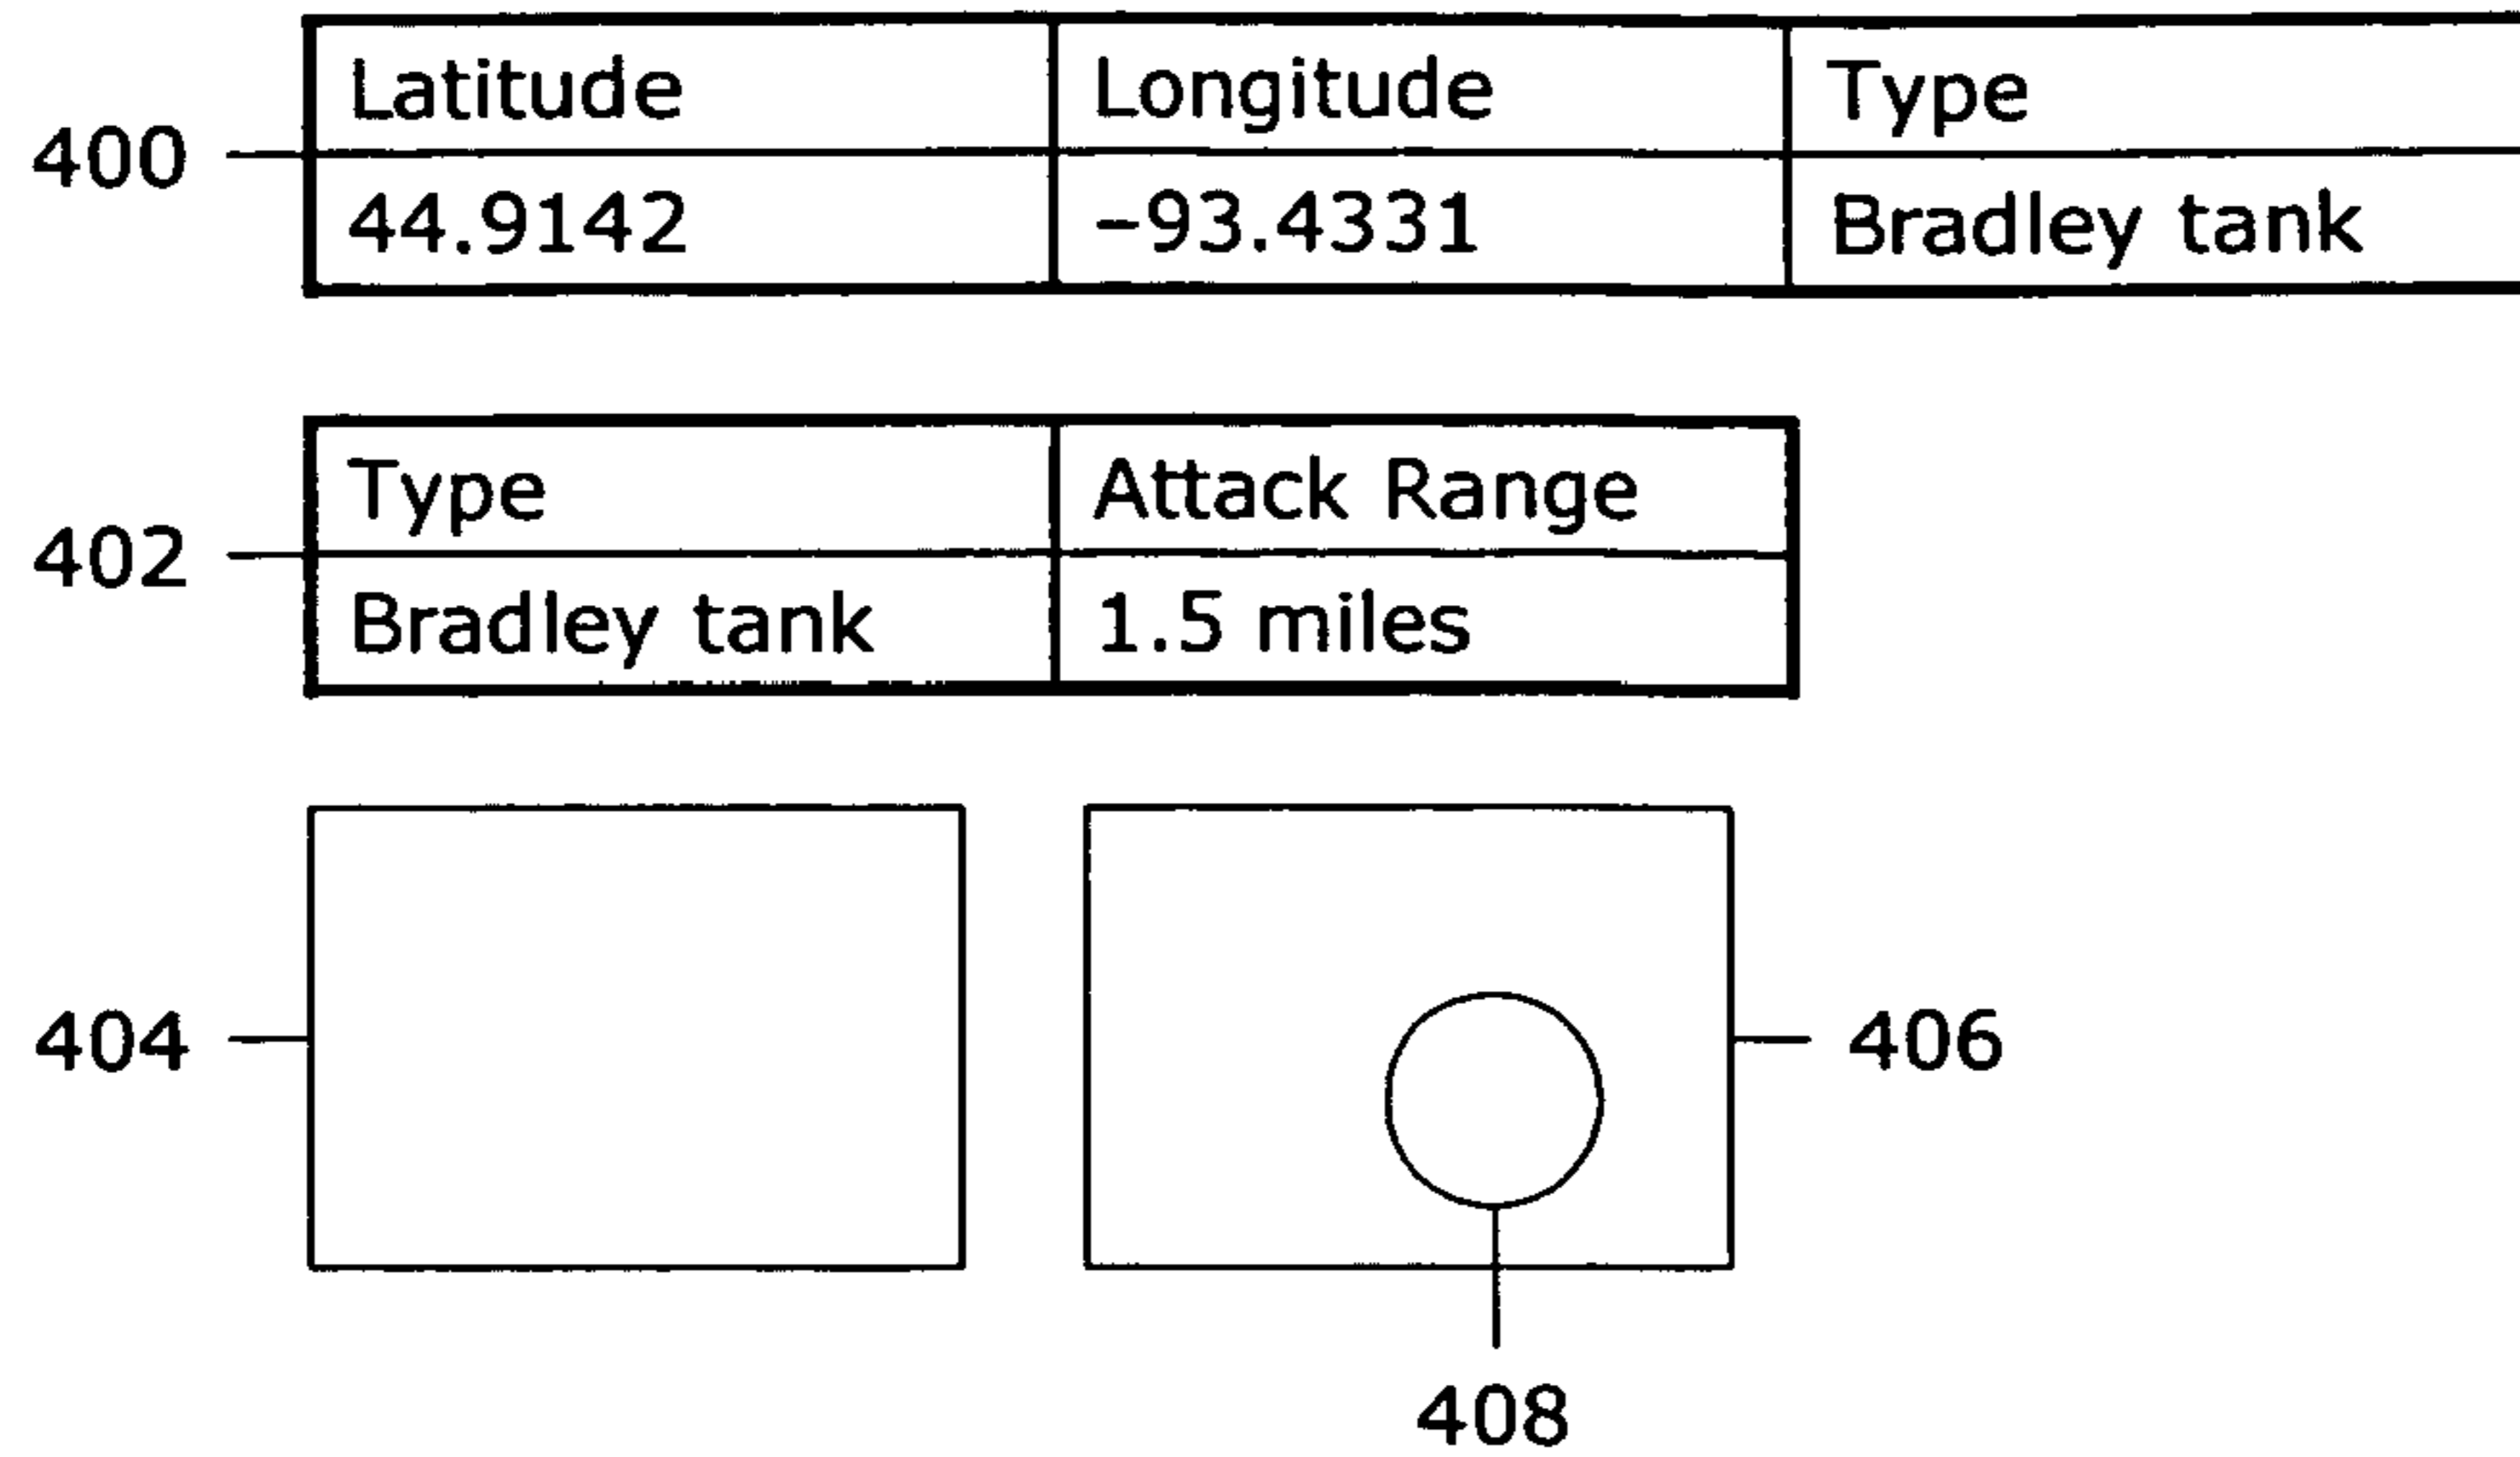 Latitude Longitude Type
400
44.9142 -93.4331 Bradley tank
Type Attack Range
402
Bradley tank 1.5 miles
404 406
408